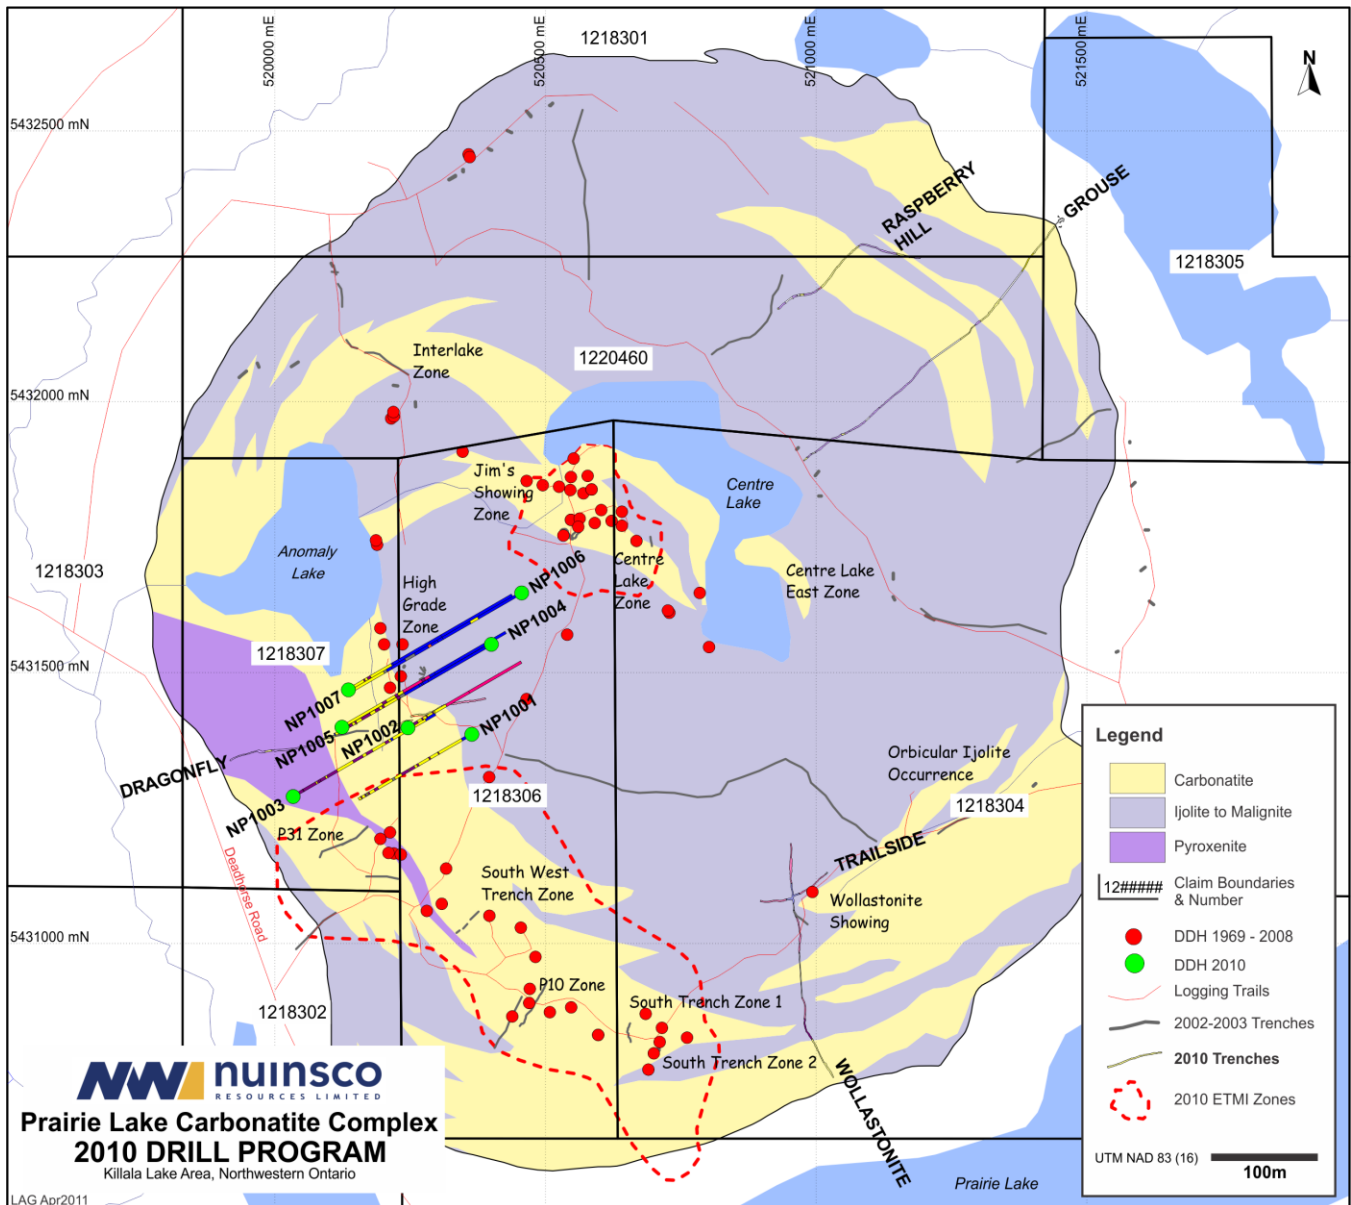 520000 mE
520500 mE
521000 mE
521500 mE
1218301
N
5432500 mN
RASPBERRY
HILL
GROUSE
1218305
Interlake
Zone
1220460
5432000 mN
Jim's
Showing
Zone
Centre
Lake
Anomaly
Lake
1218303
High
Grade
Zone
NP1006
Centre
Lake
Zone
Centre Lake
East Zone
NP1004
1218307
5431500 mN
NP1007
NP1005
NP1002
NP1001
DRAGONFLY
NP1003
1218306
Orbicular Ijolite
Occurrence
1218304
P31 Zone
TRAILSIDE
Deadhorse Road
South West
Trench Zone
Wollastonite
Showing
5431000 mN
P10 Zone
South Trench Zone 1
1218302
South Trench Zone 2
WOLLASTONITE
Prairie Lake
Legend
Carbonatite
Ijolite to Malignite
Pyroxenite
12##### Claim Boundaries
& Number
DDH 1969 - 2008
DDH 2010
Logging Trails
2002-2003 Trenches
2010 Trenches
2010 ETMI Zones
UTM NAD 83 (16)
100m
NW nuinsco
RESOURCES LIMITED
Prairie Lake Carbonatite Complex
2010 DRILL PROGRAM
Killala Lake Area, Northwestern Ontario
LAG Apr2011